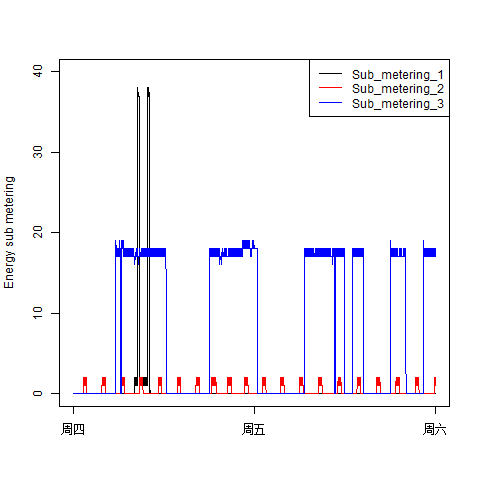 Sub_metering_1
Sub_metering_2
Sub_metering_3
Energy sub metering
40
30
20
10
0
周四 周五 周六